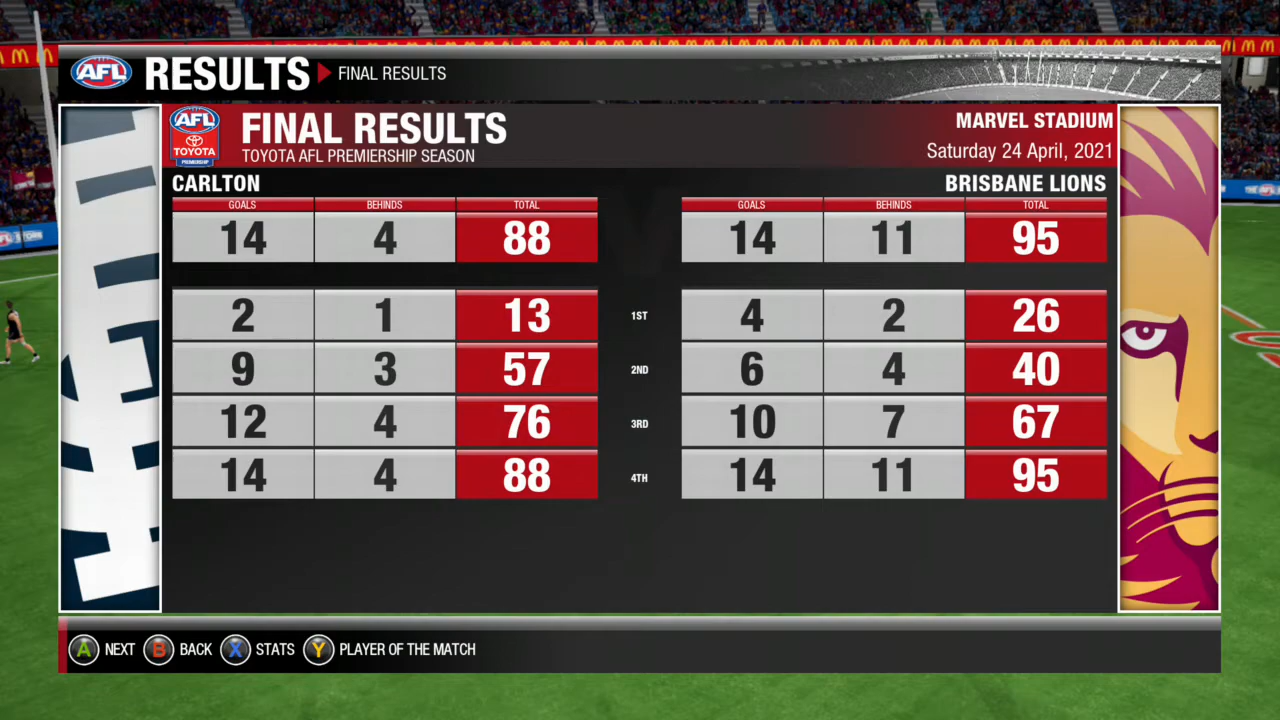 AFL RESULTS FINAL RESULTS
AFL TOYOTA PREMIERSHIP
FINAL RESULTS
TOYOTA AFL PREMIERSHIP SEASON
MARVEL STADIUM
Saturday 24 April, 2021
CARLTON BRISBANE LIONS
GOALS BEHINDS TOTAL GOALS BEHINDS TOTAL
14 4 88 14 11 95
2 1 13 1ST 4 2 26
9 3 57 2ND 6 4 40
12 4 76 3RD 10 7 67
14 4 88 4TH 14 11 95
A NEXT B BACK X STATS Y PLAYER OF THE MATCH